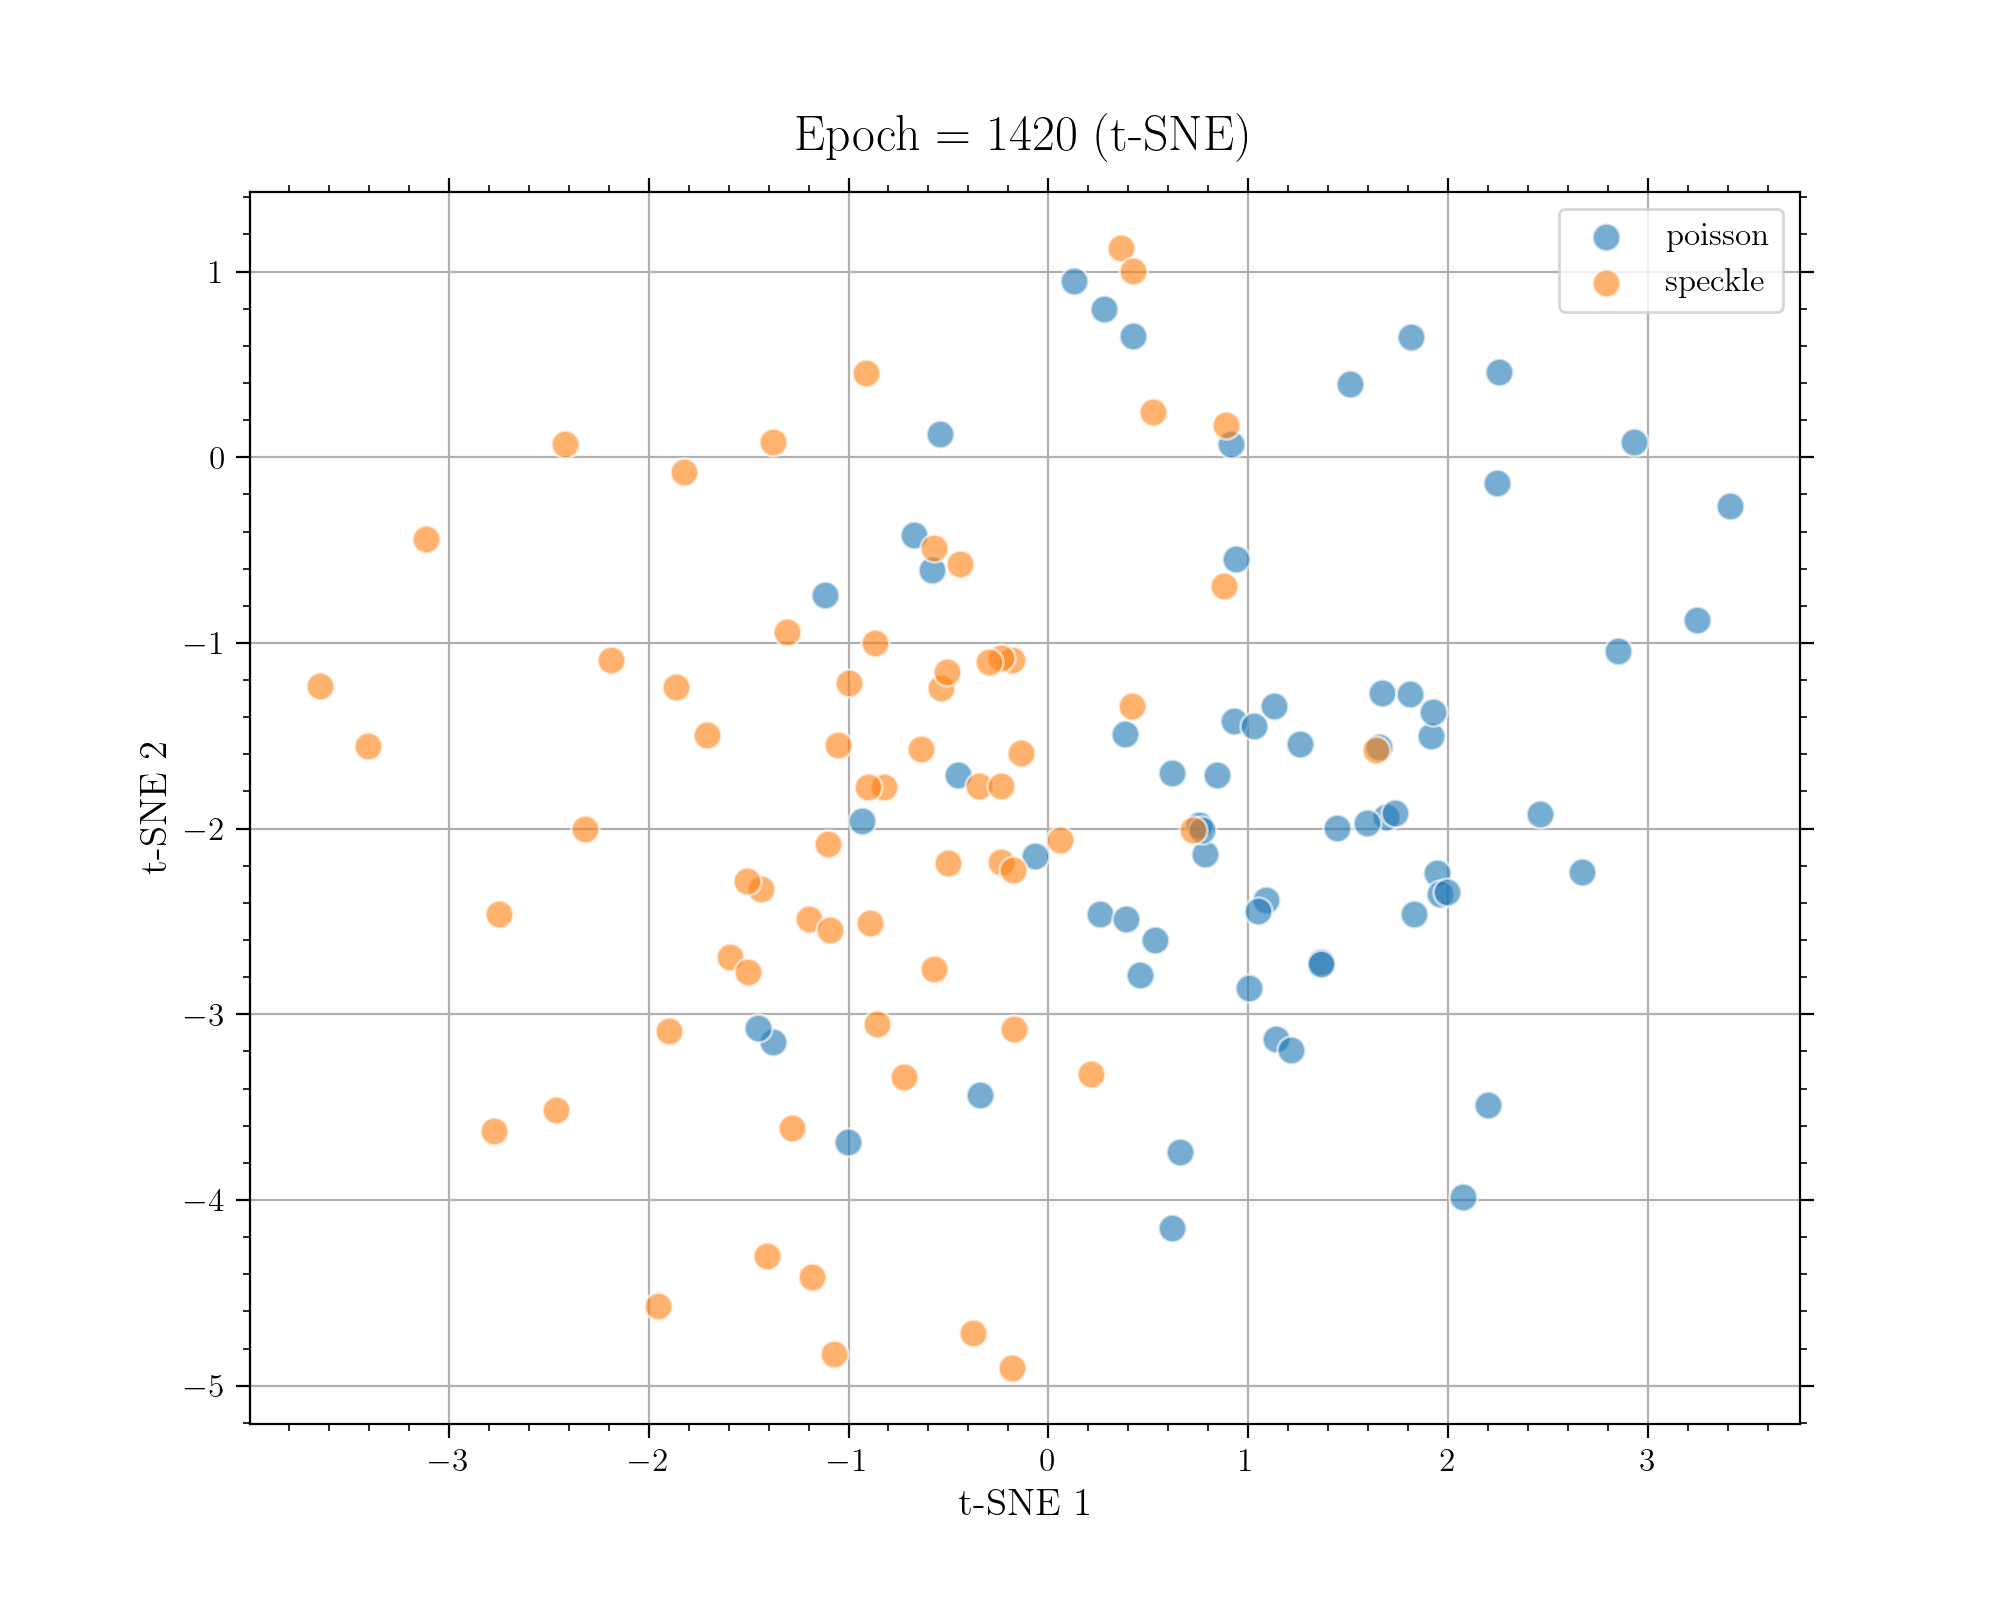 Epoch = 1420 (t-SNE)
poisson
speckle
1
0
−1
−2
−3
−4
−5
t-SNE 2
−3
−2
−1
0
1
2
3
t-SNE 1